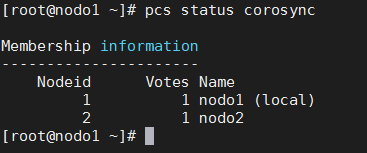 [root@nodo1 ~]# pcs status corosync
Membership information
----------------------
Nodeid Votes Name
1 1 nodo1 (local)
2 1 nodo2
[root@nodo1 ~]#